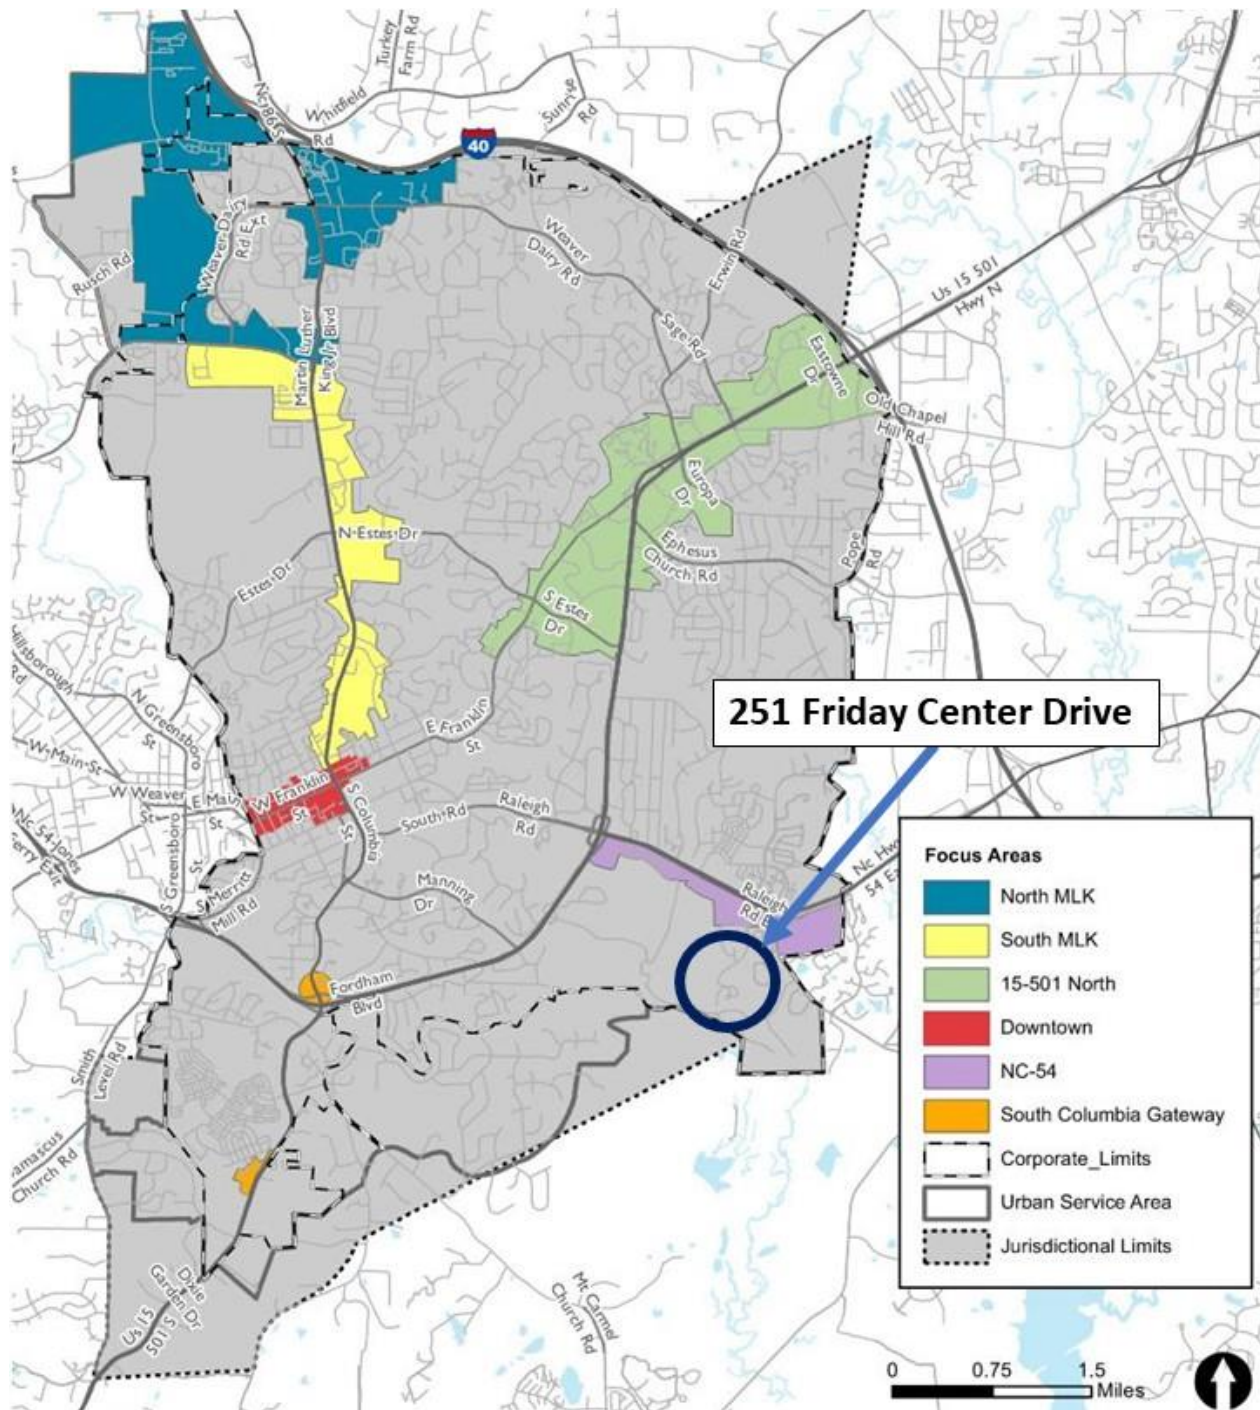 Turkey
Farm Rd
Nc 86 S
Whitfield
Rd
Sunrise
Rd
40
Weaver Dairy
Rd Ext
Rusch Rd
Weaver
Dairy Rd
Erwin Rd
Us 15 501
Hwy N
Sage Rd
Eastowne
Dr
Old Chapel
Hill Rd
Martin Luther
King Jr Blvd
Europa
Dr
N Estes Dr
Ephesus
Church Rd
Pope
Rd
Estes Dr
S Estes
Dr
Hillsborough
Rd
N Greensboro
St
E Franklin
St
251 Friday Center Drive
W Main St
W Weaver
St
E Main
St
W Franklin
St
S Columbia
St
South Rd
Raleigh
Rd
Nc 54-Jones
Ferry Exit
S Greensboro
St
S Merritt
Mill Rd
Manning
Dr
Raleigh
Rd
Nc Hwy
54
Fordham
Blvd
Smith
Level Rd
Damascus
Church Rd
Dixie
Garden Dr
Us 15
501 S
Mt Carmel
Church Rd
Focus Areas
North MLK
South MLK
15-501 North
Downtown
NC-54
South Columbia Gateway
Corporate_Limits
Urban Service Area
Jurisdictional Limits
0 0.75 1.5
Miles